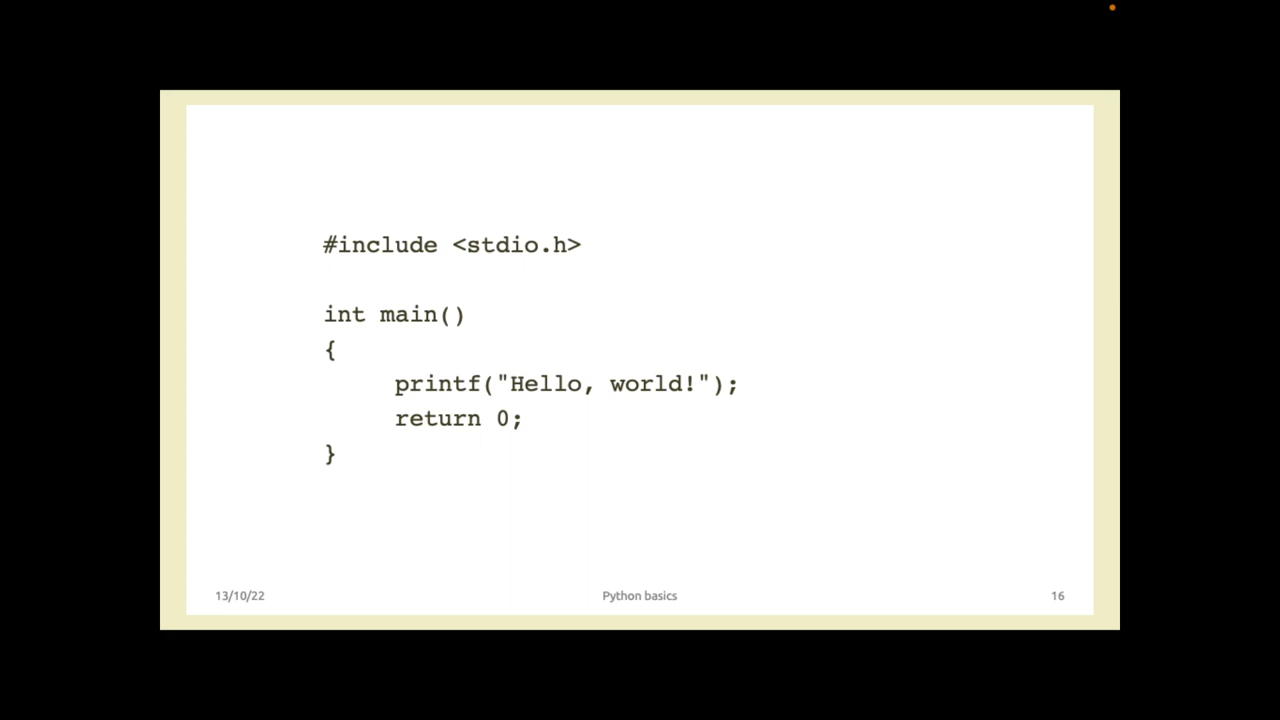 #include <stdio.h>
int main()
{
printf("Hello, world!");
return 0;
}
13/10/22
Python basics
16